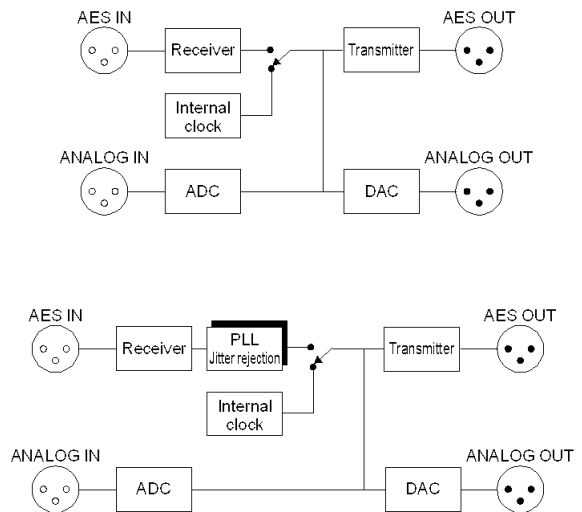 AES IN
AES OUT
Receiver
Transmitter
Internal
clock
ANALOG IN
ANALOG OUT
ADC
DAC
AES IN
AES OUT
Receiver
PLL
Jitter rejection
Transmitter
Internal
clock
ANALOG IN
ANALOG OUT
ADC
DAC